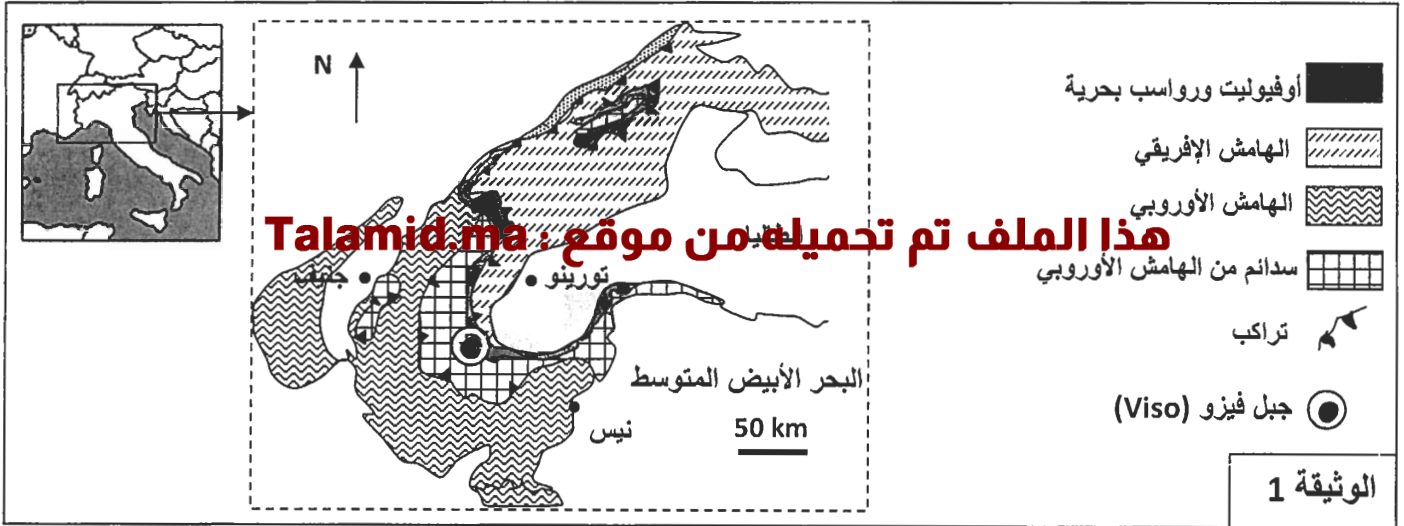 N
أوفيوليت ورواسب بحرية
الهامش الإفريقي
الهامش الأوروبي
هذا الملف تم تحميله من موقع : Talamid.ma
سدائم من الهامش الأوروبي
تورينو
تراكب
البحر الأبيض المتوسط
جبل فيزو (Viso)
نيس
50 km
الوثيقة 1